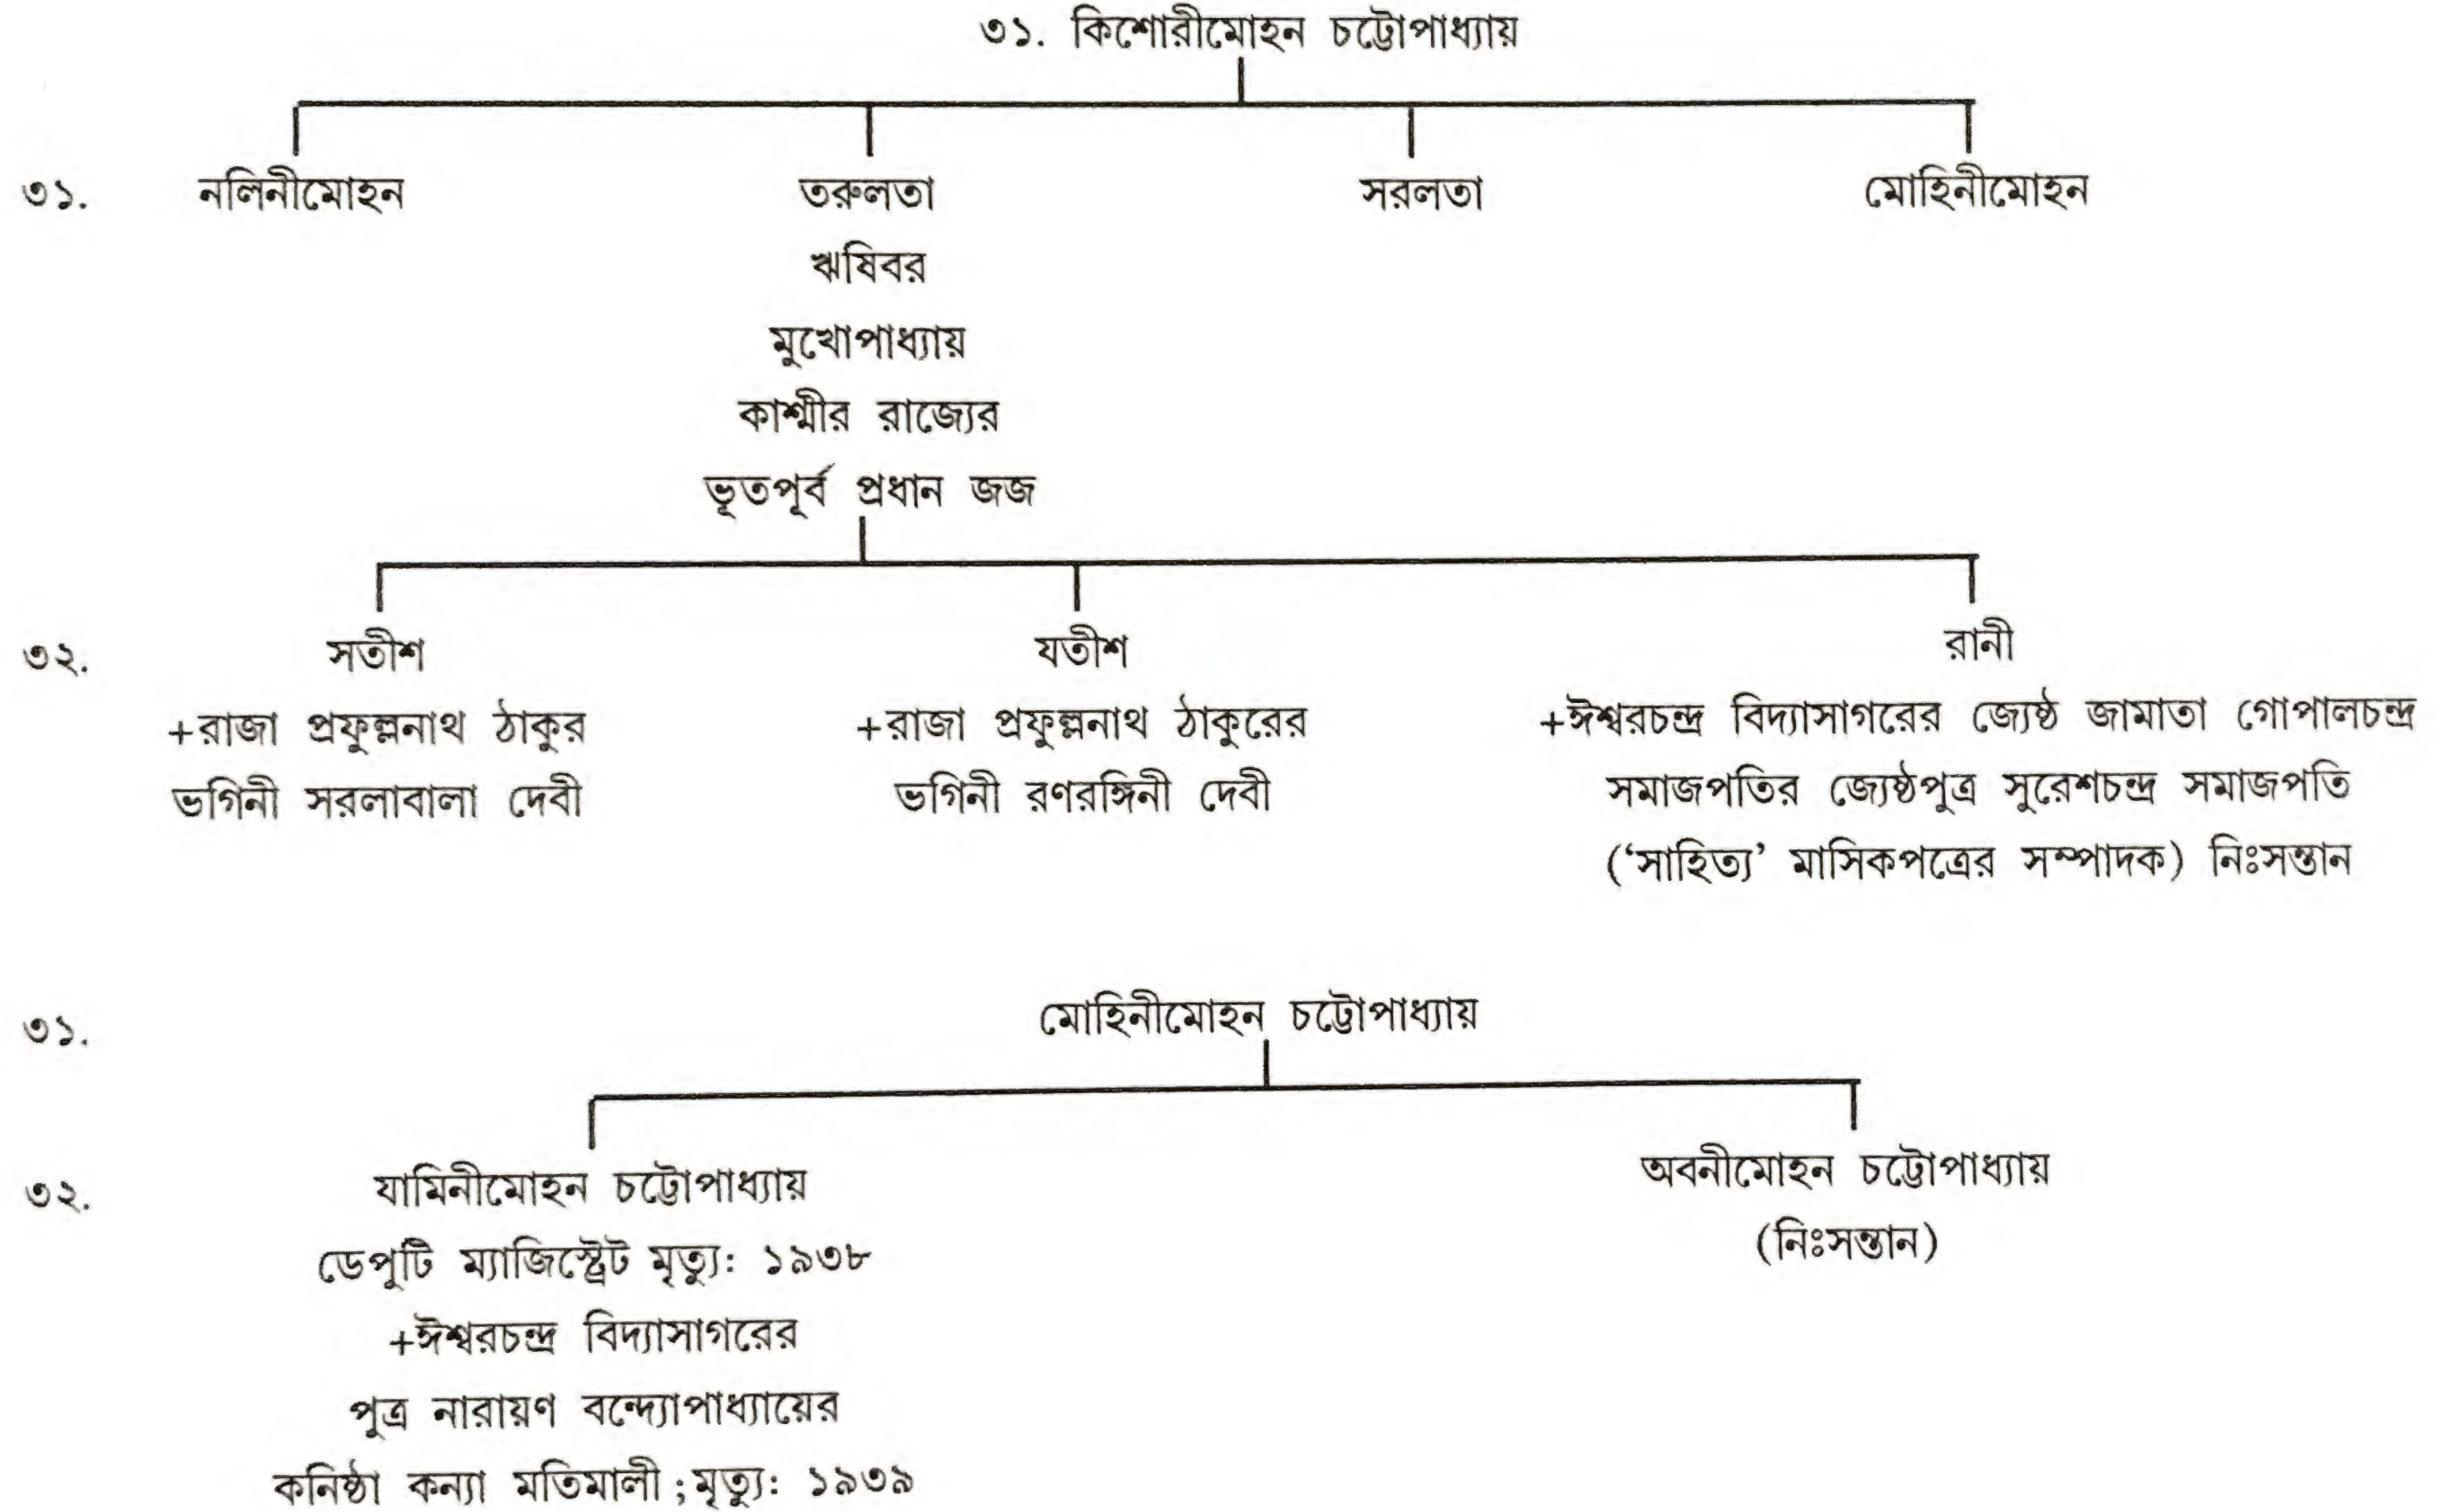 ৩১. কিশোরীমোহন চট্টোপাধ্যায়
৩১. নলিনীমোহন তরুলতা সরলতা মোহিনীমোহন
ঋষিবর
মুখোপাধ্যায়
কাশ্মীর রাজ্যের
ভূতপূর্ব প্রধান জজ
৩২. সতীশ যতীশ রানী
+রাজা প্রফুল্লনাথ ঠাকুর +রাজা প্রফুল্লনাথ ঠাকুরের +ঈশ্বরচন্দ্র বিদ্যাসাগরের জ্যেষ্ঠ জামাতা গোপালচন্দ্র
ভগিনী সরলাবালা দেবী ভগিনী রণরঙ্গিনী দেবী সমাজপতির জ্যেষ্ঠপুত্র সুরেশচন্দ্র সমাজপতি
(‘সাহিত্য’ মাসিকপত্রের সম্পাদক) নিঃসন্তান
৩১. মোহিনীমোহন চট্টোপাধ্যায়
৩২. যামিনীমোহন চট্টোপাধ্যায় অবনীমোহন চট্টোপাধ্যায়
ডেপুটি ম্যাজিস্ট্রেট মৃত্যু: ১৯৩৮ (নিঃসন্তান)
+ঈশ্বরচন্দ্র বিদ্যাসাগরের
পুত্র নারায়ণ বন্দ্যোপাধ্যায়ের
কনিষ্ঠা কন্যা মতিমালী ; মৃত্যু: ১৯৩৯